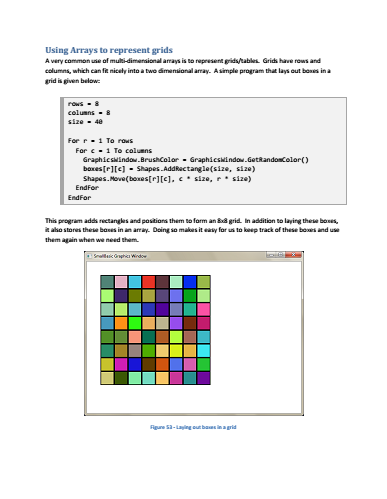 Using Arrays to represent grids
A very common use of multi-dimensional arrays is to represent grids/tables.  Grids have rows and
columns, which can fit nicely into a two dimensional array.  A simple program that lays out boxes in a
grid is given below:
rows = 8
columns = 8
size = 40
For r = 1 To rows
  For c = 1 To columns
    GraphicsWindow.BrushColor = GraphicsWindow.GetRandomColor()
    boxes[r][c] = Shapes.AddRectangle(size, size)
    Shapes.Move(boxes[r][c], c * size, r * size)
  EndFor
EndFor
This program adds rectangles and positions them to form an 8x8 grid.  In addition to laying these boxes,
it also stores these boxes in an array.  Doing so makes it easy for us to keep track of these boxes and use
them again when we need them.
SmallBasic Graphics Window
Figure 53 - Laying out boxes in a grid